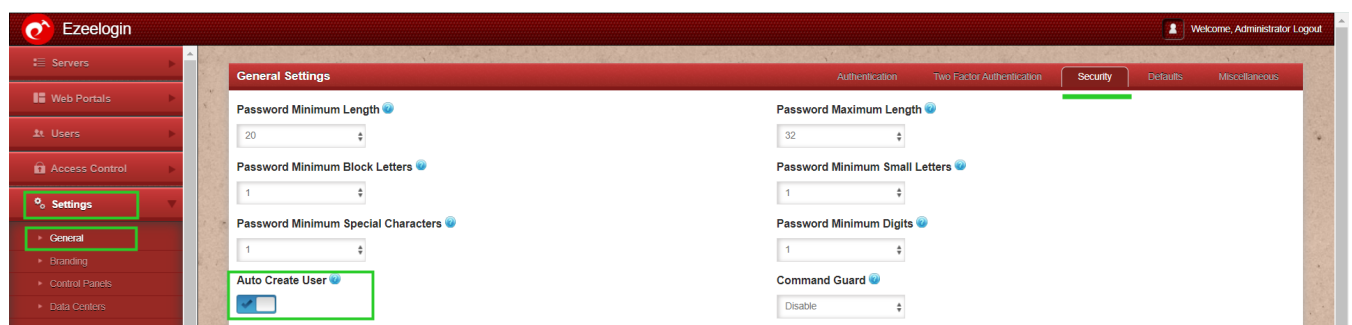 Ezeelogin
Welcome, Administrator Logout
Servers
Web Portals
Users
Access Control
Settings
General
Branding
Control Panels
Data Centers
General Settings
Authentication
Two Factor Authentication
Security
Defaults
Miscellaneous
Password Minimum Length
20
Password Maximum Length
32
Password Minimum Block Letters
1
Password Minimum Small Letters
1
Password Minimum Special Characters
1
Password Minimum Digits
1
Auto Create User
Command Guard
Disable